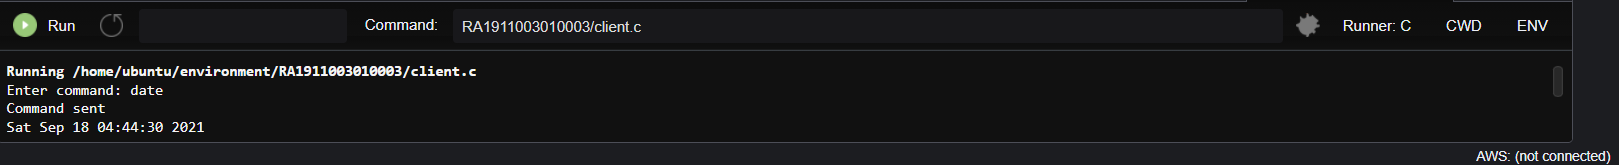 Run Command: RA1911003010003/client.c Runner: C CWD ENV
Running /home/ubuntu/environment/RA1911003010003/client.c
Enter command: date
Command sent
Sat Sep 18 04:44:30 2021
AWS: (not connected)